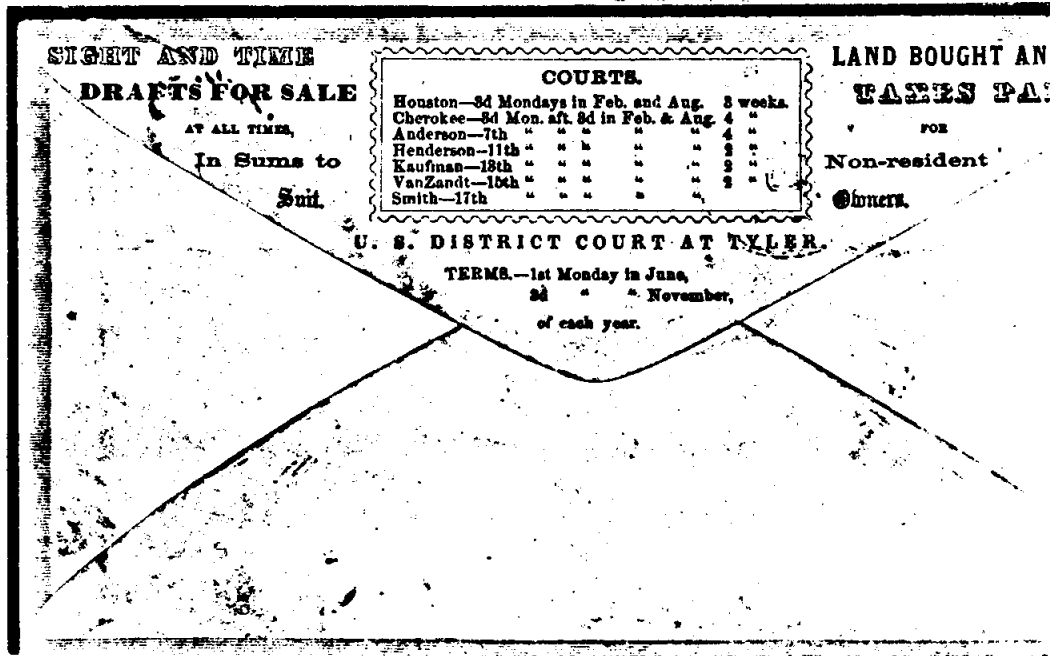 SIGHT AND TIME
DRAFTS FOR SALE
AT ALL TIMES,
In Sums to
Suit.
COURTS.
Houston—3d Mondays in Feb. and Aug. 3 weeks.
Cherokee—3d Mon. aft. 3d in Feb. & Aug. 4 "
Anderson—7th " " " " " 4 "
Henderson—11th " " " " " 2 "
Kaufman—13th " " " " " 2 "
VanZandt—15th " " " " " 2 "
Smith—17th " " " " "
U. S. DISTRICT COURT AT TYLER.
TERMS.—1st Monday in June,
3d " " November,
of each year.
LAND BOUGHT AN
TAXES PAI
FOR
Non-resident
Owners.